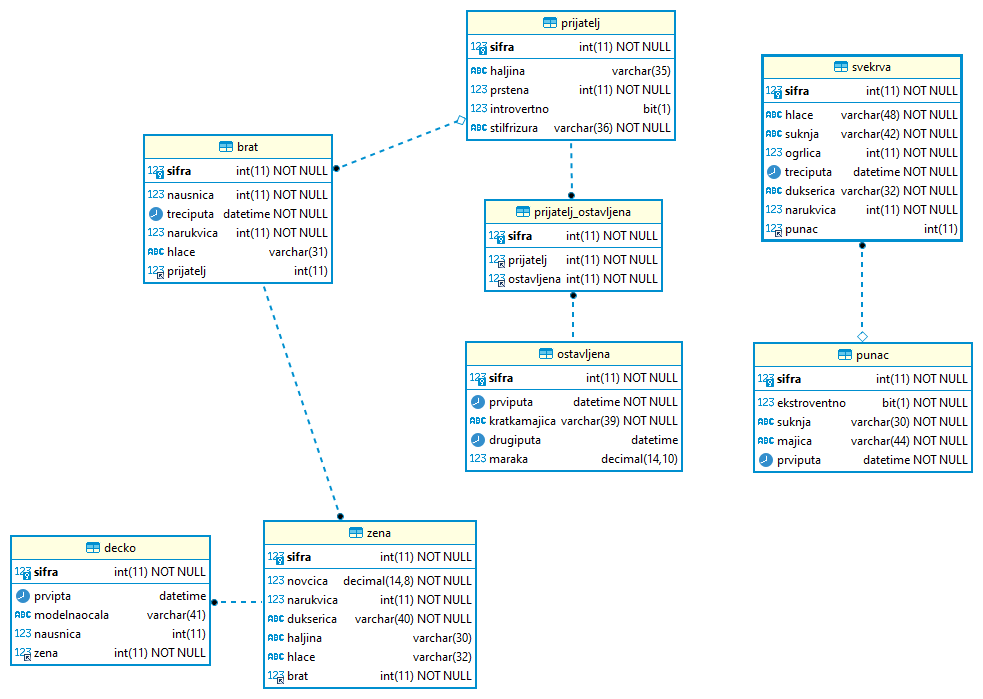 prijatelj
123 sifra int(11) NOT NULL
ABC haljina varchar(35)
123 prstena int(11) NOT NULL
123 introvertno bit(1)
ABC stilfrizura varchar(36) NOT NULL
svekrva
123 sifra int(11) NOT NULL
ABC hlace varchar(48) NOT NULL
ABC suknja varchar(42) NOT NULL
123 ogrlica int(11) NOT NULL
treciputa datetime NOT NULL
ABC dukserica varchar(32) NOT NULL
123 narukvica int(11) NOT NULL
123 punac int(11)
brat
123 sifra int(11) NOT NULL
123 nausnica int(11) NOT NULL
treciputa datetime NOT NULL
123 narukvica int(11) NOT NULL
ABC hlace varchar(31)
123 prijatelj int(11)
prijatelj_ostavljena
123 sifra int(11) NOT NULL
123 prijatelj int(11) NOT NULL
123 ostavljena int(11) NOT NULL
ostavljena
123 sifra int(11) NOT NULL
prviputa datetime NOT NULL
ABC kratkamajica varchar(39) NOT NULL
drugiputa datetime
123 maraka decimal(14,10)
punac
123 sifra int(11) NOT NULL
123 ekstroventno bit(1) NOT NULL
ABC suknja varchar(30) NOT NULL
ABC majica varchar(44) NOT NULL
prviputa datetime NOT NULL
decko
123 sifra int(11) NOT NULL
prvipta datetime
ABC modelnaocala varchar(41)
123 nausnica int(11)
123 zena int(11) NOT NULL
zena
123 sifra int(11) NOT NULL
123 novcica decimal(14,8) NOT NULL
123 narukvica int(11) NOT NULL
ABC dukserica varchar(40) NOT NULL
ABC haljina varchar(30)
ABC hlace varchar(32)
123 brat int(11) NOT NULL